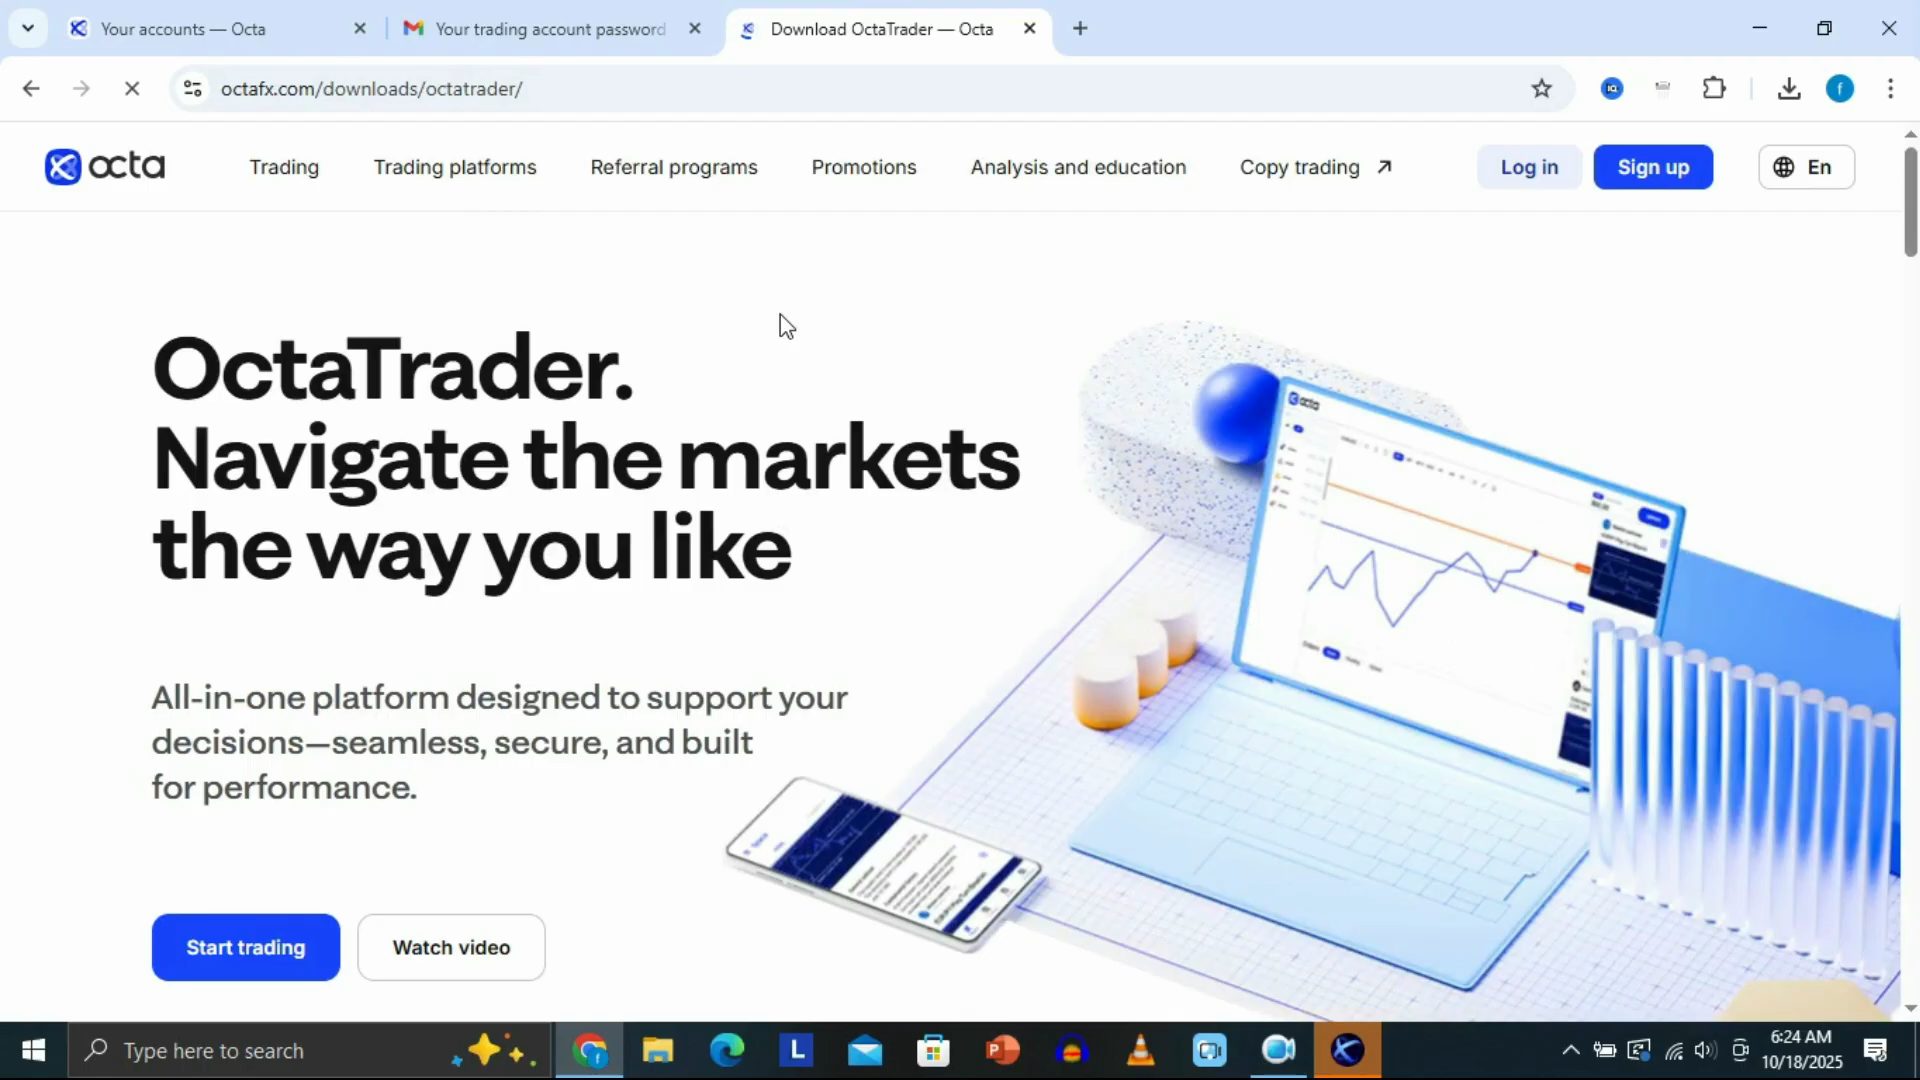 Your accounts — Octa
Your trading account password
Download OctaTrader — Octa
octafx.com/downloads/octatrader/
octa
Trading
Trading platforms
Referral programs
Promotions
Analysis and education
Copy trading
Log in
Sign up
En
OctaTrader.
Navigate the markets
the way you like
All-in-one platform designed to support your
decisions—seamless, secure, and built
for performance.
Start trading
Watch video
octa
Type here to search
6:24 AM
10/18/2025